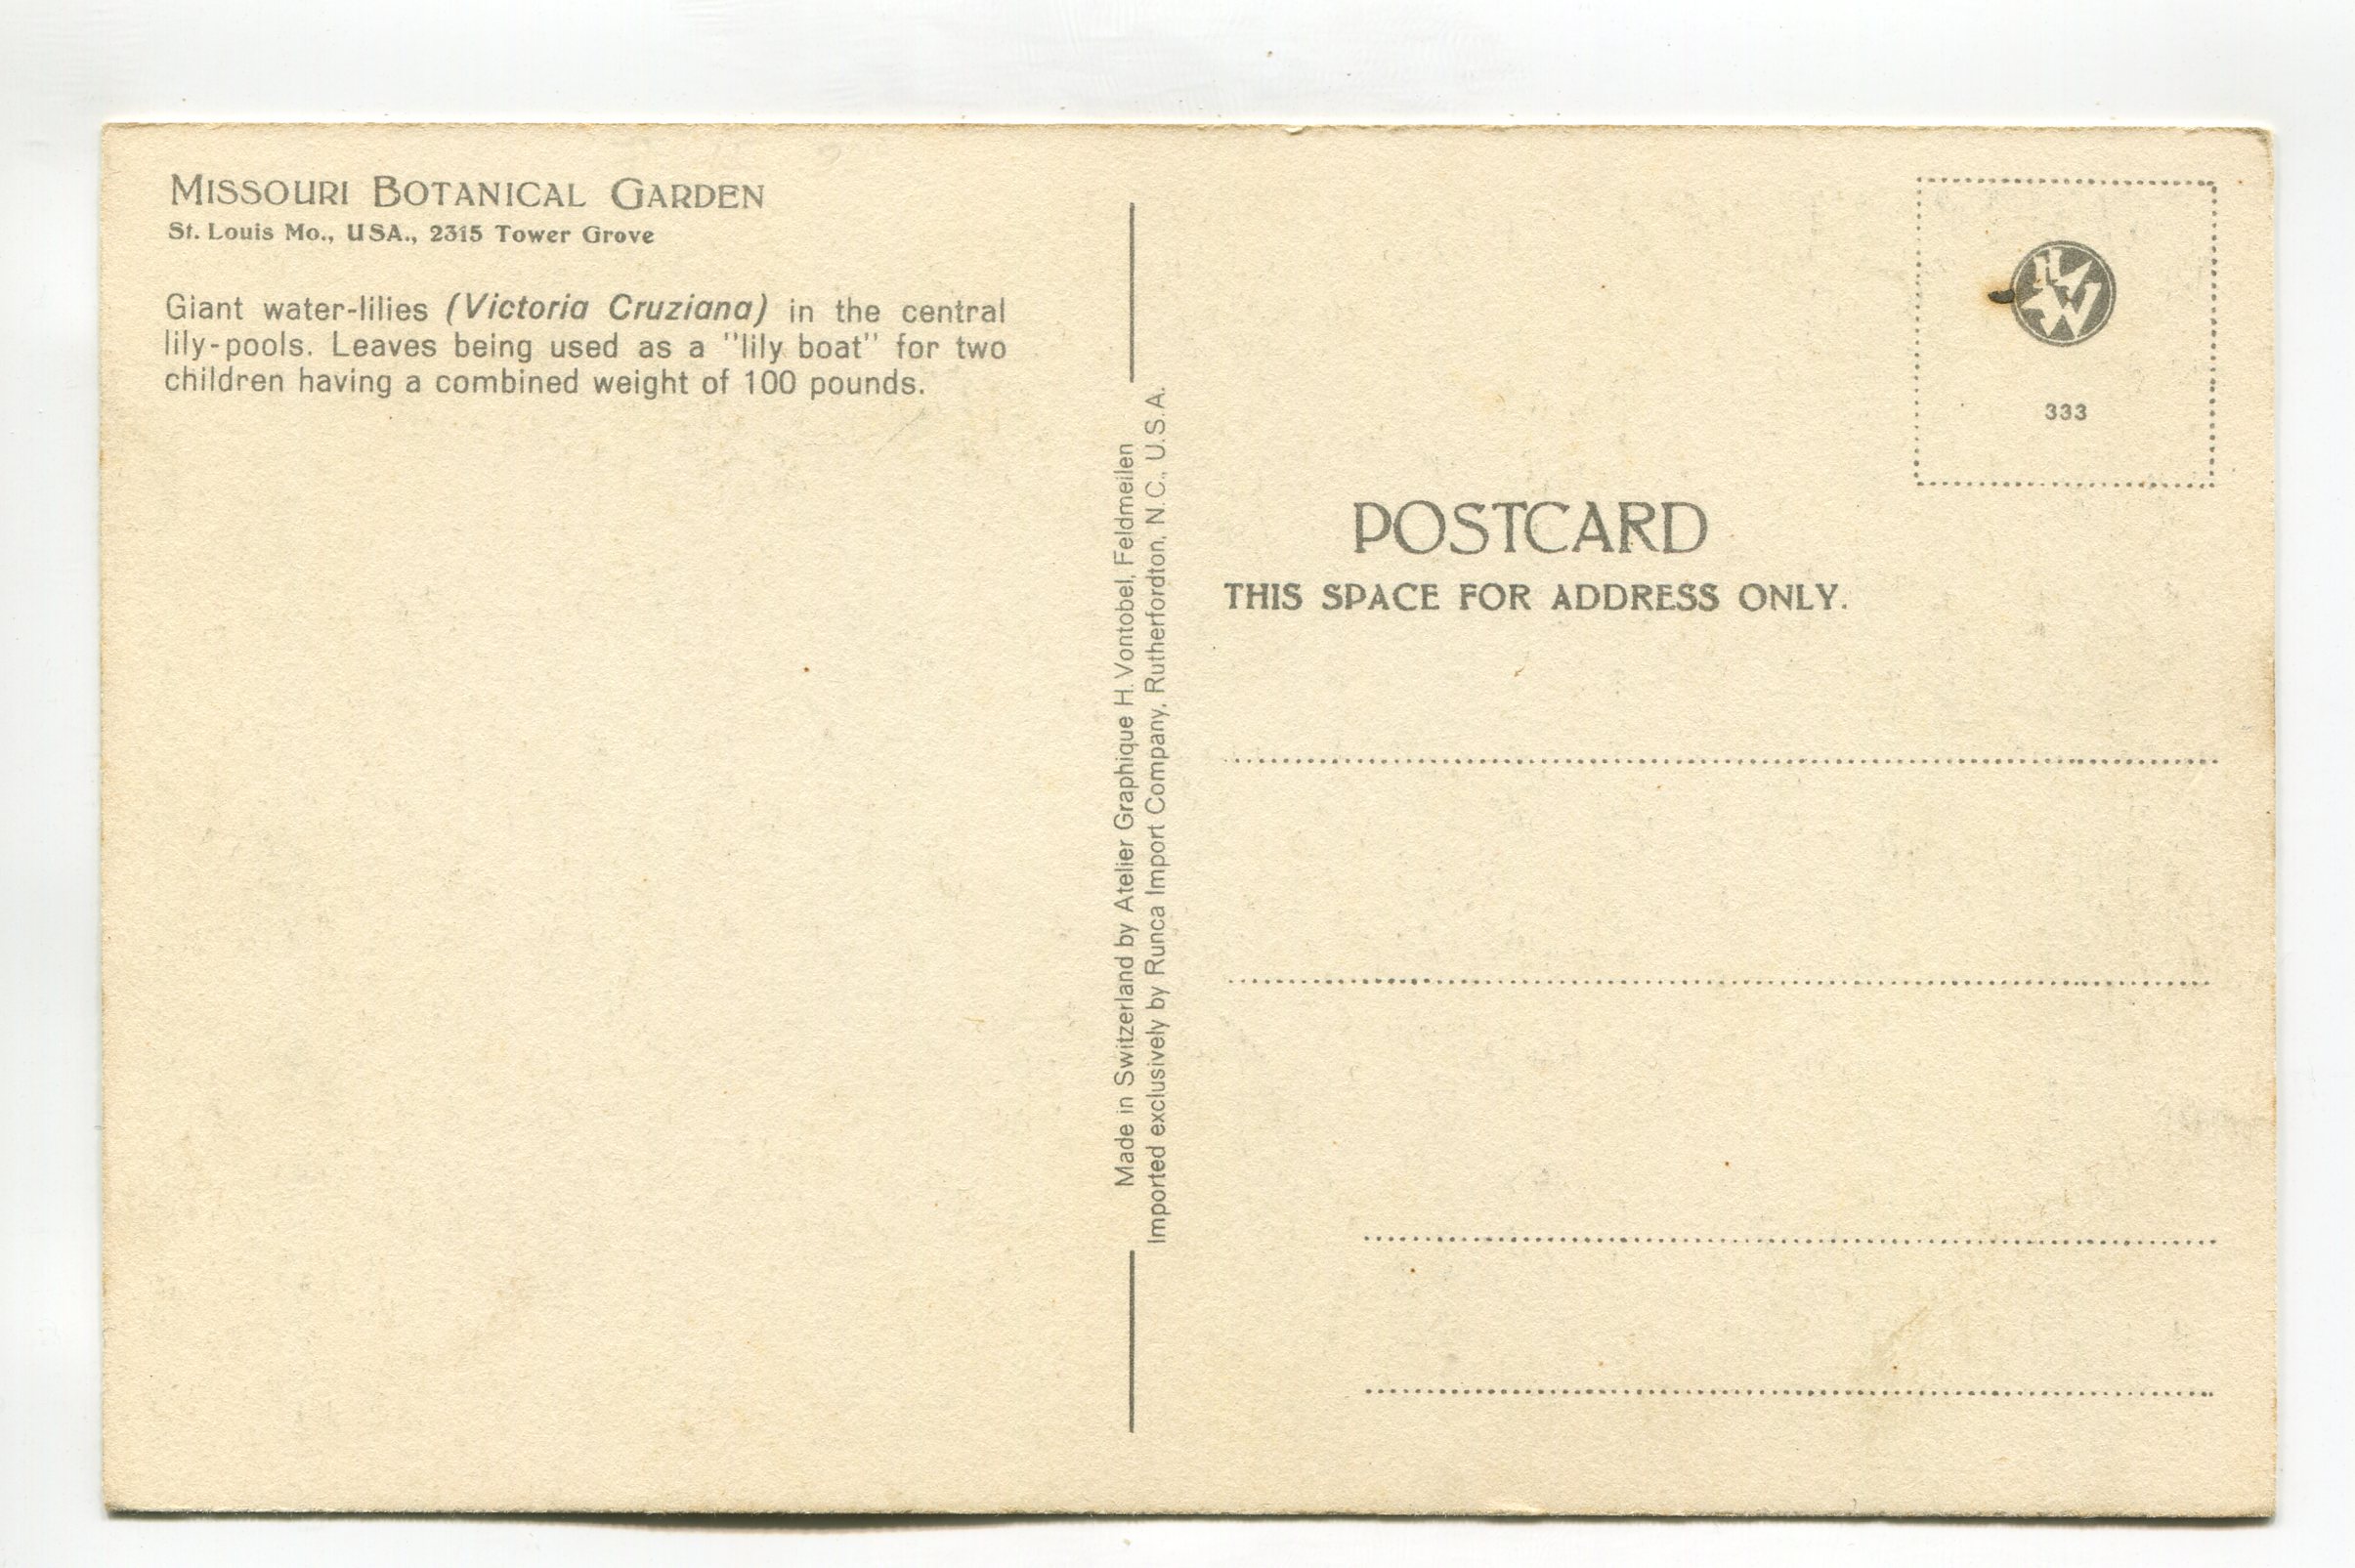 MISSOURI BOTANICAL GARDEN
St. Louis Mo., USA., 2315 Tower Grove
Giant water-lilies (Victoria Cruziana) in the central
lily-pools. Leaves being used as a "lily boat" for two
children having a combined weight of 100 pounds.
Made in Switzerland by Atelier Graphique H. Vontobel, Feldmeilen
Imported exclusively by Runca Import Company, Rutherfordton, N.C., U.S.A.
333
POSTCARD
THIS SPACE FOR ADDRESS ONLY.